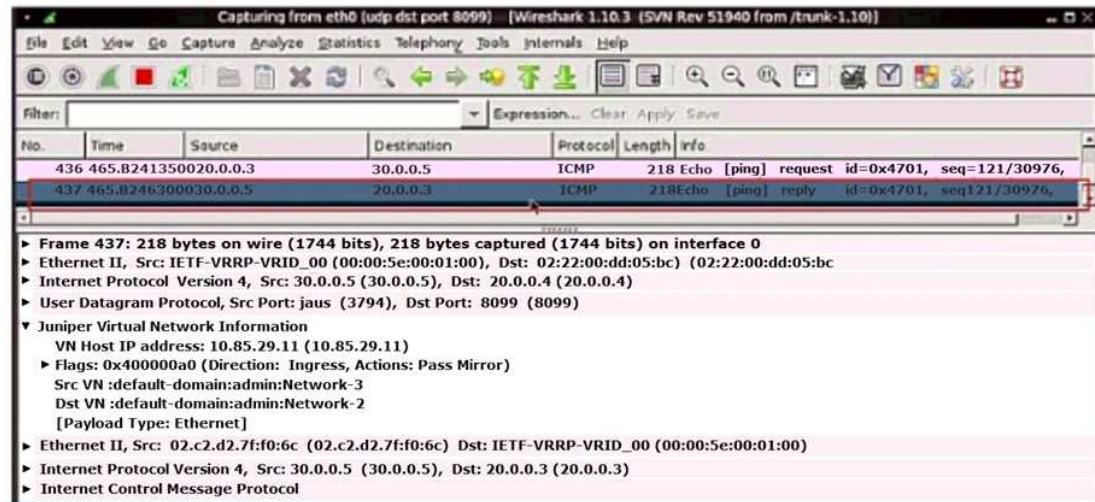 Capturing from eth0 (udp dst port 8099) [Wireshark 1.10.3 (SVN Rev 51940 from /trunk-1.10)]
File Edit View Go Capture Analyze Statistics Telephony Tools Internals Help
Filter: Expression... Clear Apply Save
No. Time Source Destination Protocol Length Info
436 465.B241350020.0.0.3 30.0.0.5 ICMP 218 Echo [ping] request id=0x4701, seq=121/30976,
437 465.B246300030.0.0.5 20.0.0.3 ICMP 218Echo [ping] reply id=0x4701, seq121/30976,
Frame 437: 218 bytes on wire (1744 bits), 218 bytes captured (1744 bits) on interface 0
Ethernet II, Src: IETF-VRRP-VRID_00 (00:00:5e:00:01:00), Dst: 02:22:00:dd:05:bc) (02:22:00:dd:05:bc
Internet Protocol Version 4, Src: 30.0.0.5 (30.0.0.5), Dst: 20.0.0.4 (20.0.0.4)
User Datagram Protocol, Src Port: jaus (3794), Dst Port: 8099 (8099)
Juniper Virtual Network Information
VN Host IP address: 10.85.29.11 (10.85.29.11)
Flags: 0x400000a0 (Direction: Ingress, Actions: Pass Mirror)
Src VN :default-domain:admin:Network-3
Dst VN :default-domain:admin:Network-2
[Payload Type: Ethernet]
Ethernet II, Src: 02.c2.d2.7f:f0:6c (02.c2.d2.7f:f0:6c) Dst: IETF-VRRP-VRID_00 (00:00:5e:00:01:00)
Internet Protocol Version 4, Src: 30.0.0.5 (30.0.0.5), Dst: 20.0.0.3 (20.0.0.3)
Internet Control Message Protocol